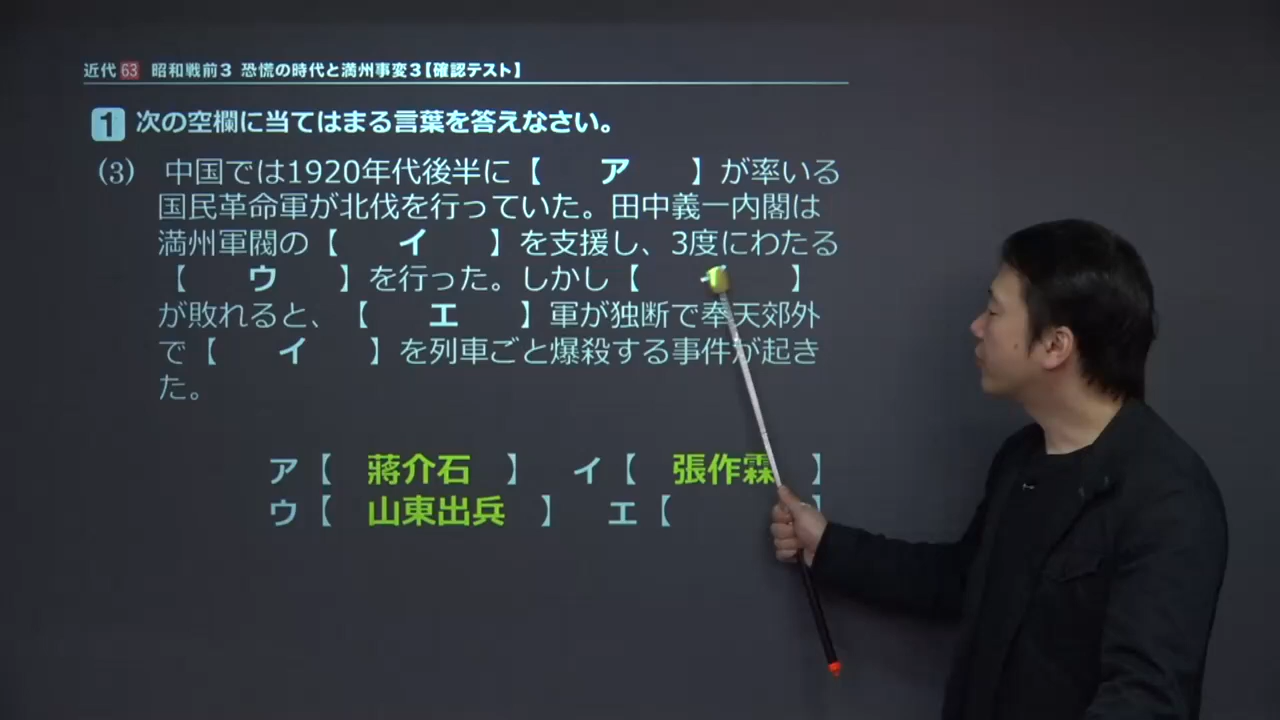 近代 63 昭和戦前3 恐慌の時代と満州事変3【確認テスト】
1 次の空欄に当てはまる言葉を答えなさい。
(3) 中国では1920年代後半に【 ア 】が率いる
国民革命軍が北伐を行っていた。田中義一内閣は
満州軍閥の【 イ 】を支援し、3度にわたる
【 ウ 】を行った。しかし【 】
が敗れると、【 エ 】軍が独断で奉天郊外
で【 イ 】を列車ごと爆殺する事件が起き
た。
ア【 蔣介石 】 イ【 張作霖 】
ウ【 山東出兵 】 エ【 】